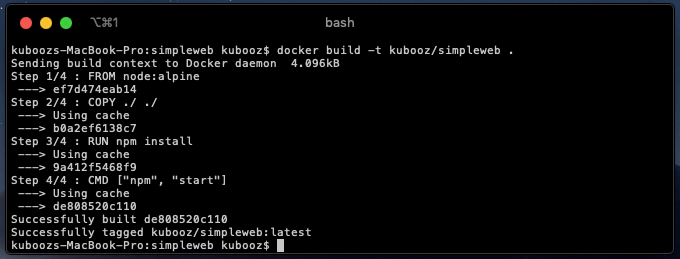 ⌥⌘1
bash
kuboozs-MacBook-Pro:simpleweb kubooz$ docker build -t kubooz/simpleweb .
Sending build context to Docker daemon  4.096kB
Step 1/4 : FROM node:alpine
 ---> ef7d474eab14
Step 2/4 : COPY ./ ./
 ---> Using cache
 ---> b0a2ef6138c7
Step 3/4 : RUN npm install
 ---> Using cache
 ---> 9a412f5468f9
Step 4/4 : CMD ["npm", "start"]
 ---> Using cache
 ---> de808520c110
Successfully built de808520c110
Successfully tagged kubooz/simpleweb:latest
kuboozs-MacBook-Pro:simpleweb kubooz$